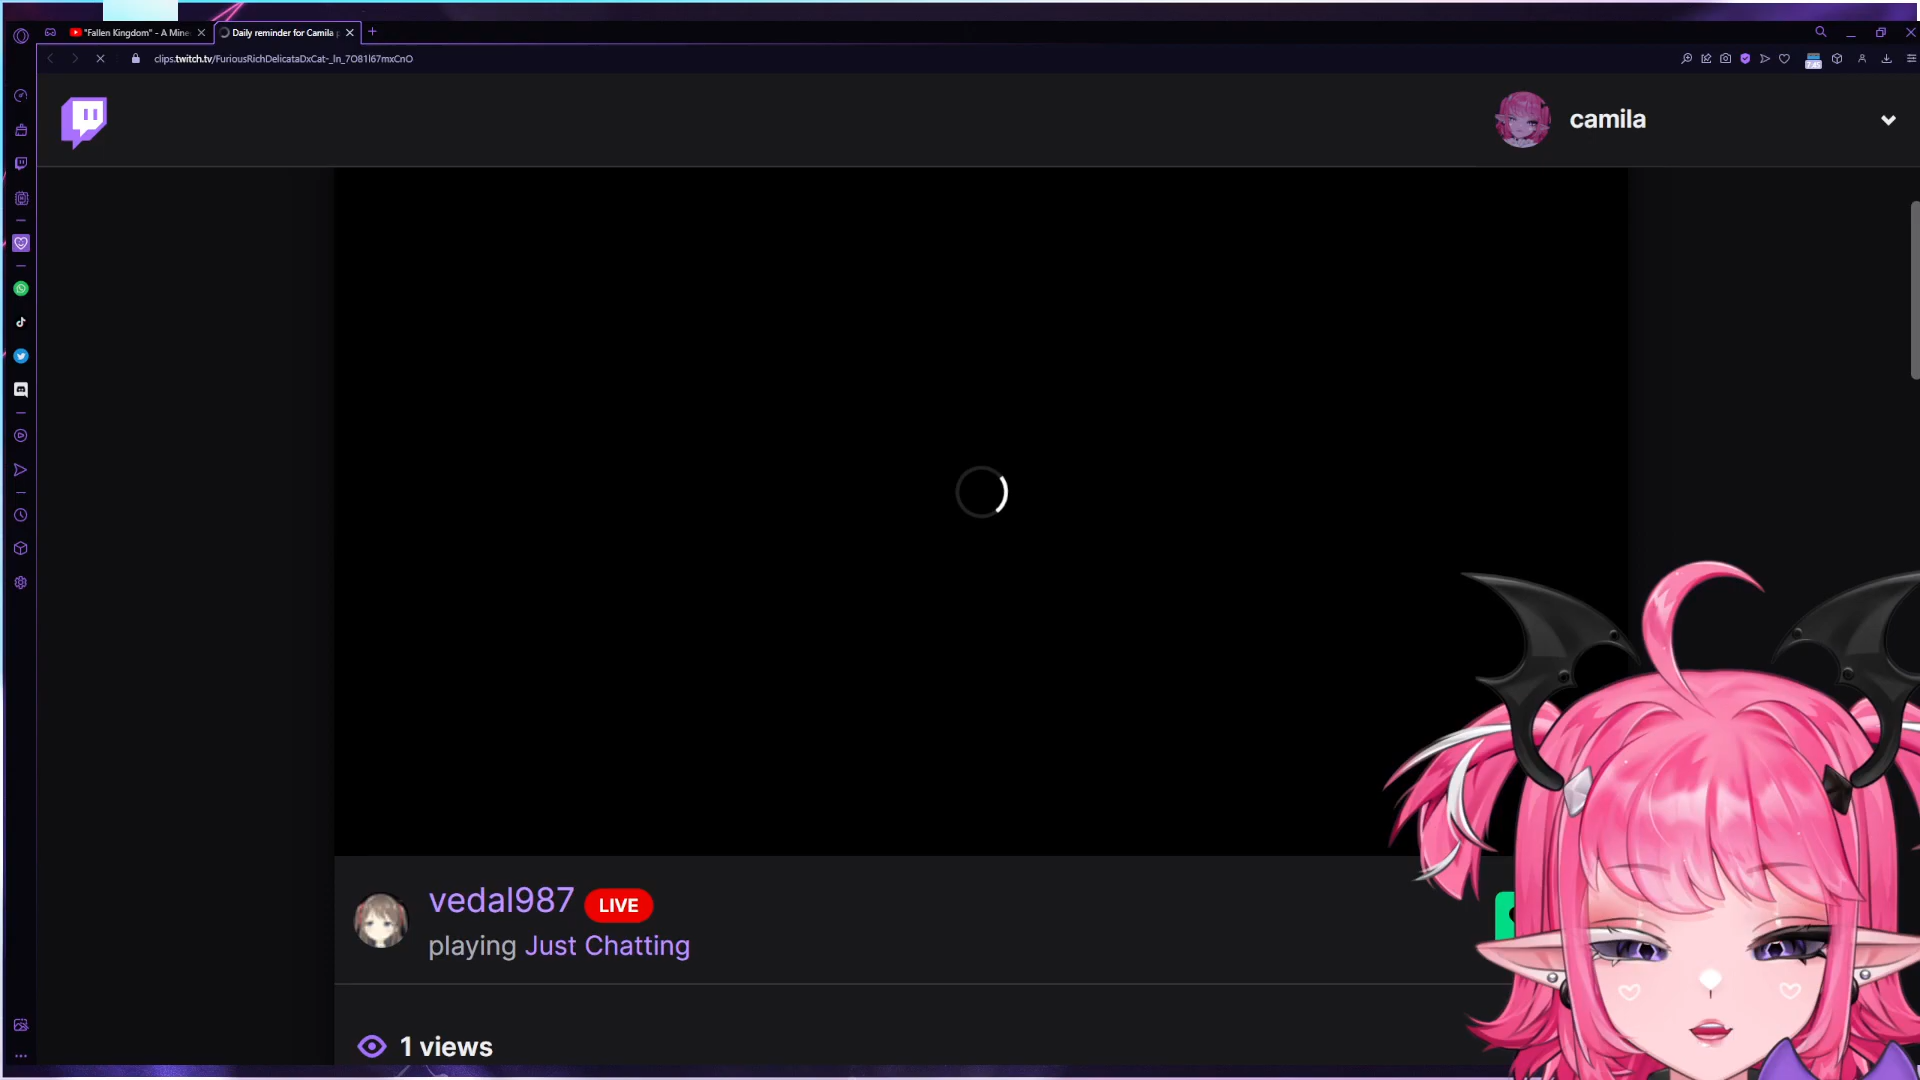 "Fallen Kingdom" - A Mine
Daily reminder for Camila
clips.twitch.tv/FuriousRichDelicataDxCat-_ln_7O81l67mxCnO
camila
vedal987 LIVE
playing Just Chatting
1 views